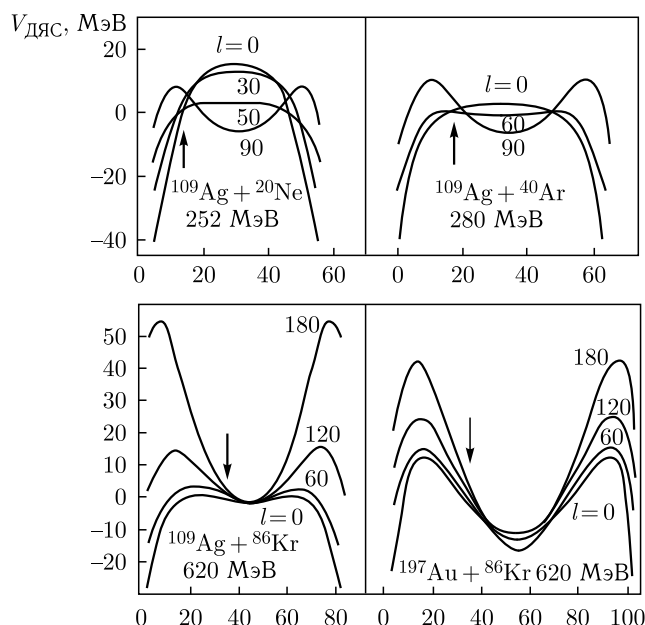 V_ДЯС, МэВ
20
0
−20
−40
l = 0
30
50
90
¹⁰⁹Ag + ²⁰Ne
252 МэВ
0 20 40 60
l = 0
60
90
¹⁰⁹Ag + ⁴⁰Ar
280 МэВ
0 20 40 60
50
40
30
20
10
0
−10
−20
180
120
60
l = 0
¹⁰⁹Ag + ⁸⁶Kr
620 МэВ
0 20 40 60 80
180
120
60
l = 0
¹⁹⁷Au + ⁸⁶Kr 620 МэВ
0 20 40 60 80 100